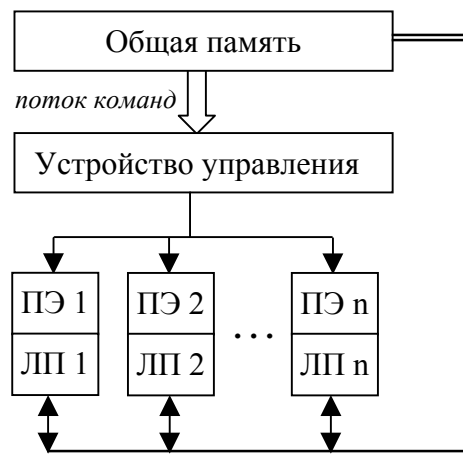 Общая память
поток команд
Устройство управления
ПЭ 1 ПЭ 2 ПЭ n
...
ЛП 1 ЛП 2 ЛП n